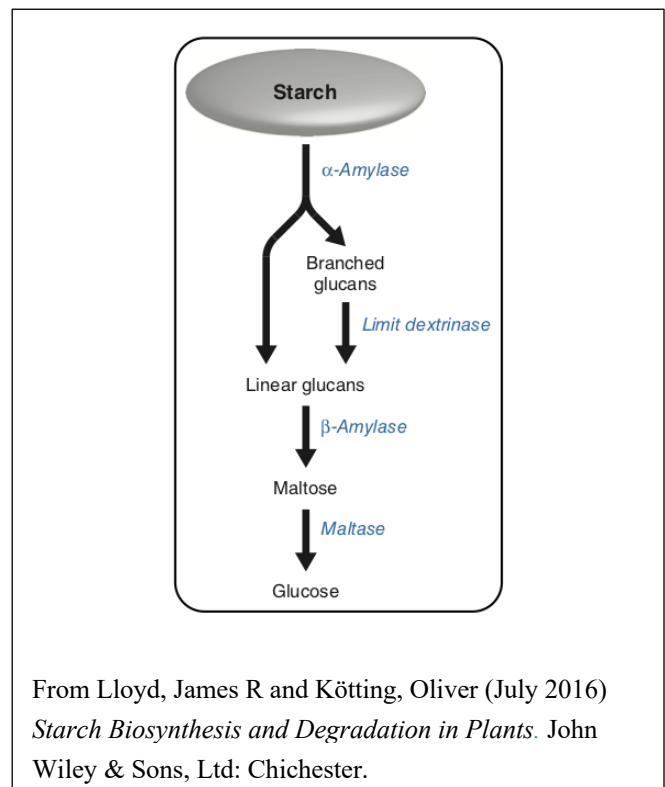 Starch
α-Amylase
Branched
glucans
Limit dextrinase
Linear glucans
β-Amylase
Maltose
Maltase
Glucose
From Lloyd, James R and Kötting, Oliver (July 2016)
Starch Biosynthesis and Degradation in Plants. John
Wiley & Sons, Ltd: Chichester.